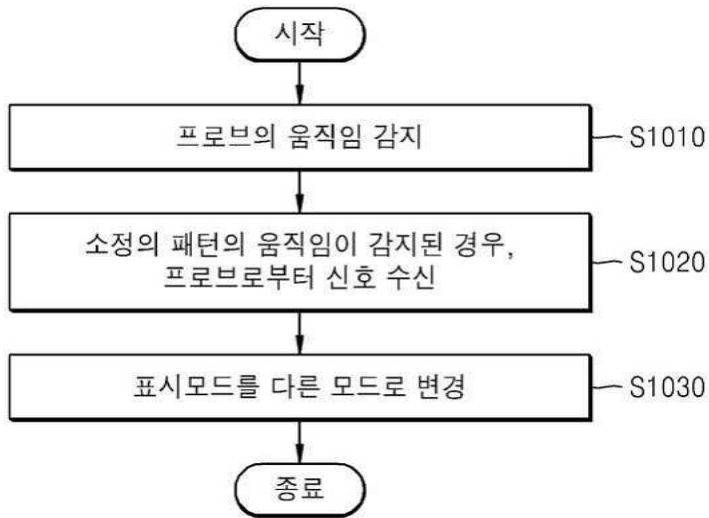 시작
프로브의 움직임 감지
S1010
소정의 패턴의 움직임이 감지된 경우,
프로브로부터 신호 수신
S1020
표시모드를 다른 모드로 변경
S1030
종료